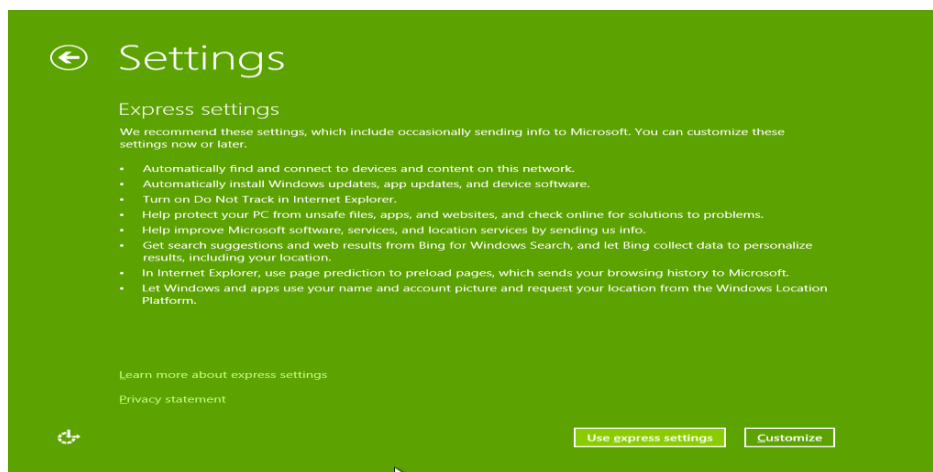 Settings
Express settings
We recommend these settings, which include occasionally sending info to Microsoft. You can customize these
settings now or later.
• Automatically find and connect to devices and content on this network.
• Automatically install Windows updates, app updates, and device software.
• Turn on Do Not Track in Internet Explorer.
• Help protect your PC from unsafe files, apps, and websites, and check online for solutions to problems.
• Help improve Microsoft software, services, and location services by sending us info.
• Get search suggestions and web results from Bing for Windows Search, and let Bing collect data to personalize
results, including your location.
• In Internet Explorer, use page prediction to preload pages, which sends your browsing history to Microsoft.
• Let Windows and apps use your name and account picture and request your location from the Windows Location
Platform.
Learn more about express settings
Privacy statement
Use express settings Customize